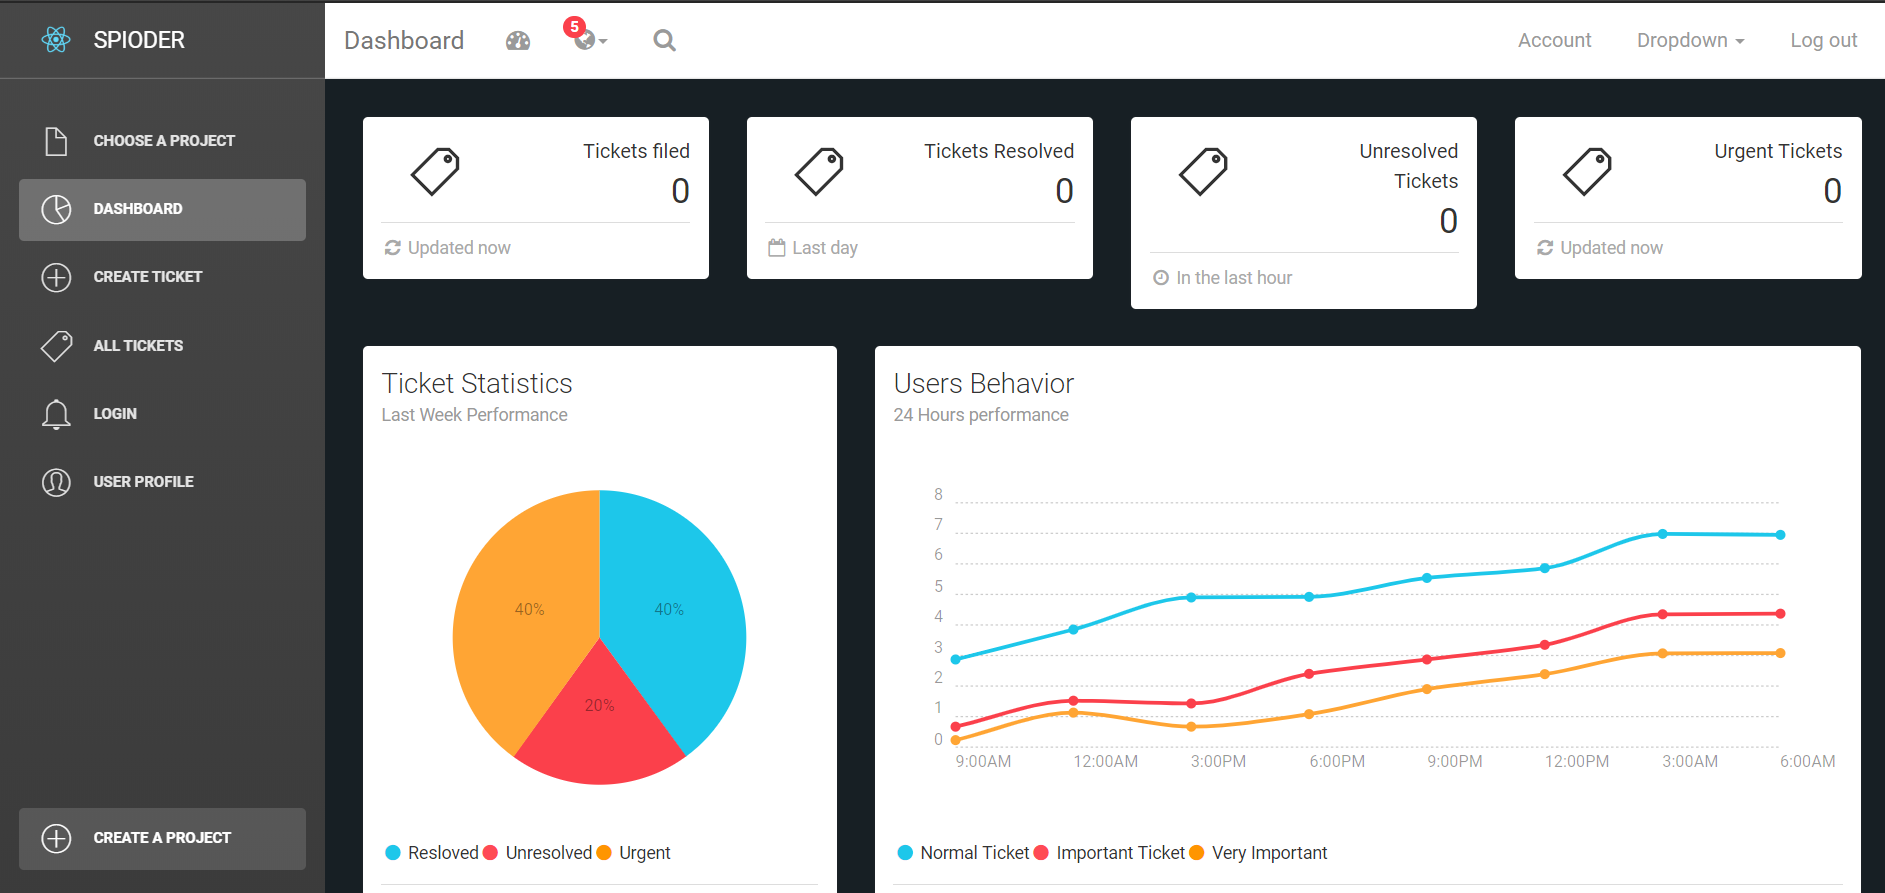 SPIODER
CHOOSE A PROJECT
DASHBOARD
CREATE TICKET
ALL TICKETS
LOGIN
USER PROFILE
CREATE A PROJECT
Dashboard
5
Account
Dropdown
Log out
Tickets filed
0
Updated now
Tickets Resolved
0
Last day
Unresolved
Tickets
0
In the last hour
Urgent Tickets
0
Updated now
Ticket Statistics
Last Week Performance
40%
40%
20%
Resloved Unresolved Urgent
Users Behavior
24 Hours performance
8
7
6
5
4
3
2
1
0
9:00AM 12:00AM 3:00PM 6:00PM 9:00PM 12:00PM 3:00AM 6:00AM
Normal Ticket Important Ticket Very Important